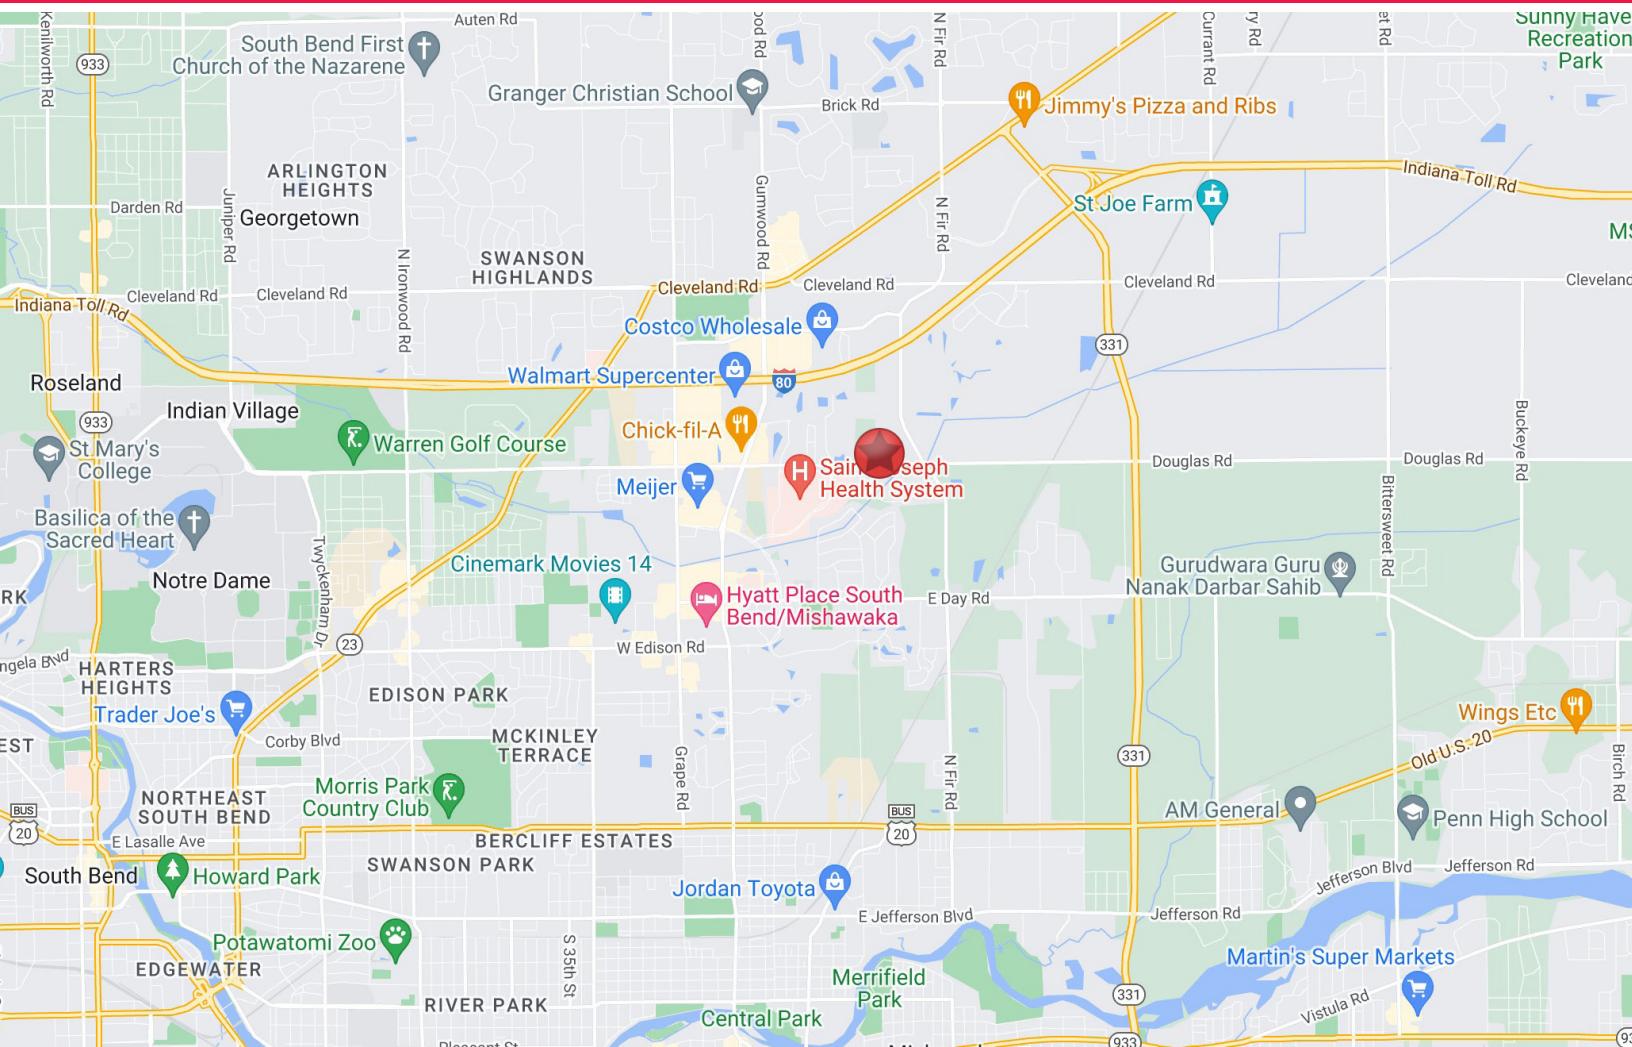 Kenilworth Rd
Auten Rd
N Fir Rd
Currant Rd
Sunny Have
Recreation
Park
933
South Bend First
Church of the Nazarene
Granger Christian School
Brick Rd
Jimmy's Pizza and Ribs
ARLINGTON
HEIGHTS
Darden Rd
Juniper Rd
Georgetown
Gumwood Rd
N Fir Rd
St Joe Farm
Indiana Toll Rd
SWANSON
HIGHLANDS
N Ironwood Rd
Cleveland Rd
Cleveland Rd
Cleveland Rd
Cleveland Rd
Cleveland Rd
Cleveland
Indiana Toll Rd
Costco Wholesale
331
Walmart Supercenter
80
Roseland
Indian Village
933
Chick-fil-A
Buckeye Rd
St Mary's
College
Warren Golf Course
Douglas Rd
Douglas Rd
Health System
Meijer
Bittersweet Rd
Basilica of the
Sacred Heart
Twyckenham Dr
Cinemark Movies 14
Gurudwara Guru
Nanak Darbar Sahib
Notre Dame
RK
Hyatt Place South
Bend/Mishawaka
E Day Rd
23
W Edison Rd
HARTERS
HEIGHTS
EDISON PARK
Trader Joe's
Wings Etc
Corby Blvd
MCKINLEY
TERRACE
EST
Old U.S. 20
Birch Rd
331
Grape Rd
N Fir Rd
Morris Park
Country Club
NORTHEAST
SOUTH BEND
BUS
20
AM General
Penn High School
BUS
20
E Lasalle Ave
BERCLIFF ESTATES
SWANSON PARK
Jefferson Blvd
Jefferson Rd
South Bend
Howard Park
Jordan Toyota
E Jefferson Blvd
Jefferson Rd
Potawatomi Zoo
S 35th St
EDGEWATER
Martin's Super Markets
Merrifield
Park
331
RIVER PARK
Central Park
Vistula Rd
933